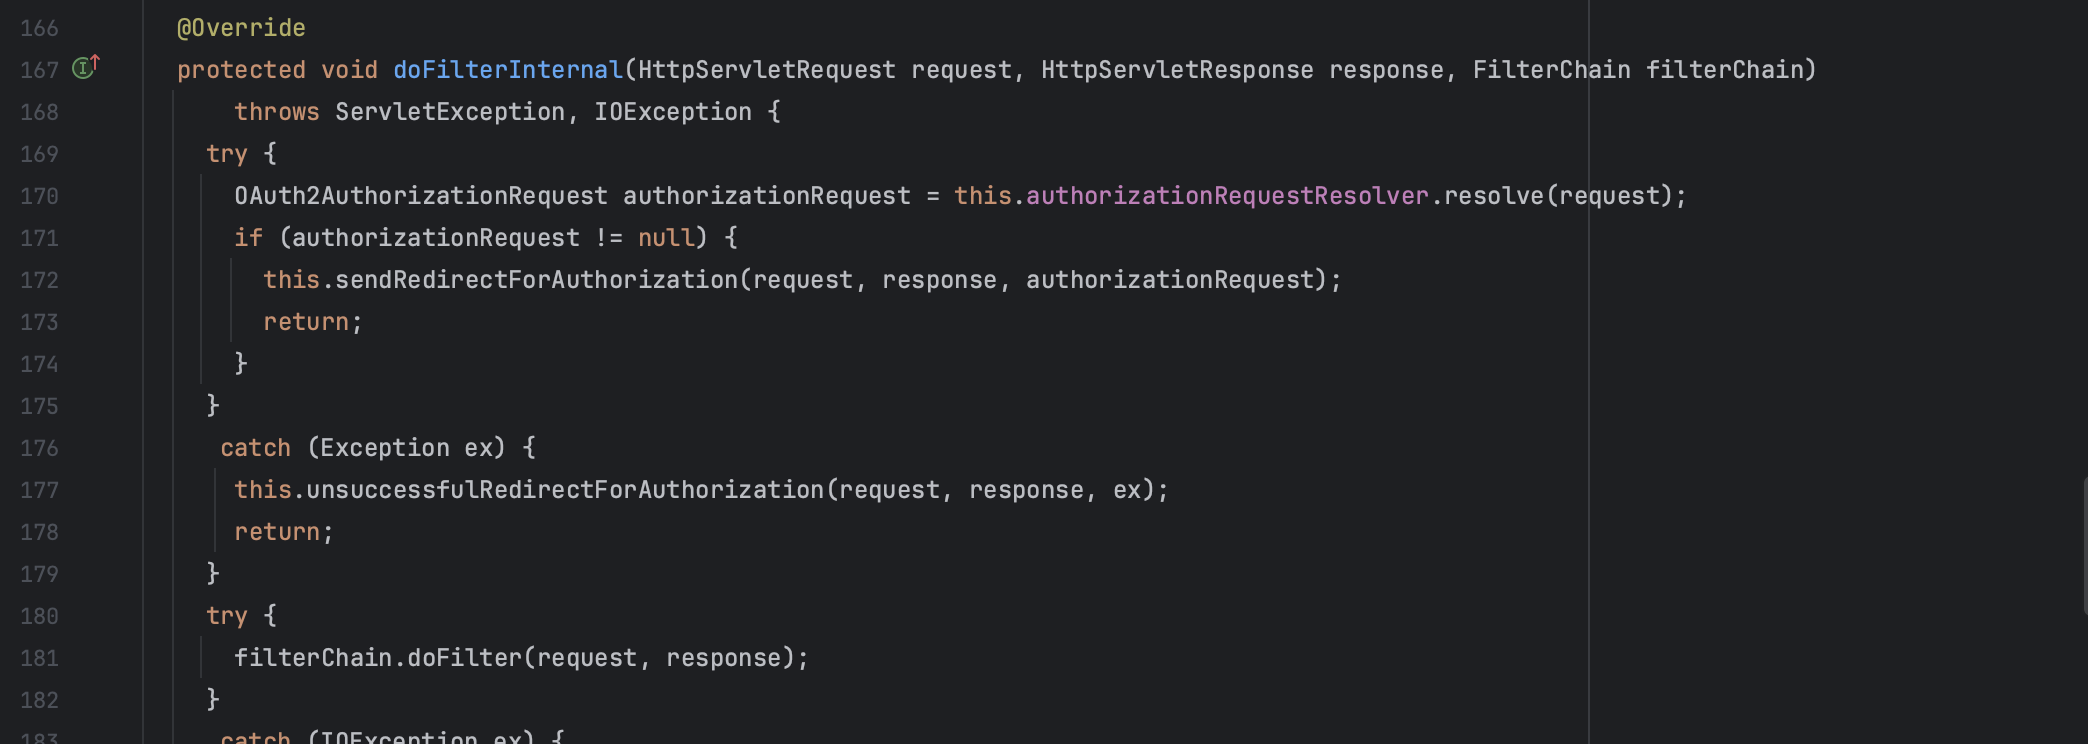 166 @Override
167 protected void doFilterInternal(HttpServletRequest request, HttpServletResponse response, FilterChain filterChain)
168 throws ServletException, IOException {
169 try {
170 OAuth2AuthorizationRequest authorizationRequest = this.authorizationRequestResolver.resolve(request);
171 if (authorizationRequest != null) {
172 this.sendRedirectForAuthorization(request, response, authorizationRequest);
173 return;
174 }
175 }
176 catch (Exception ex) {
177 this.unsuccessfulRedirectForAuthorization(request, response, ex);
178 return;
179 }
180 try {
181 filterChain.doFilter(request, response);
182 }
183 catch (IOException ex) {